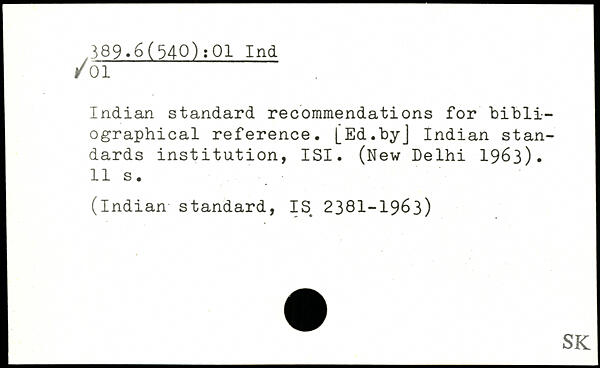 389.6(540):01 Ind
✓01
Indian standard recommendations for bibli-
ographical reference. [Ed.by] Indian stan-
dards institution, ISI. (New Delhi 1963).
11 s.
(Indian standard, IS 2381-1963)
SK